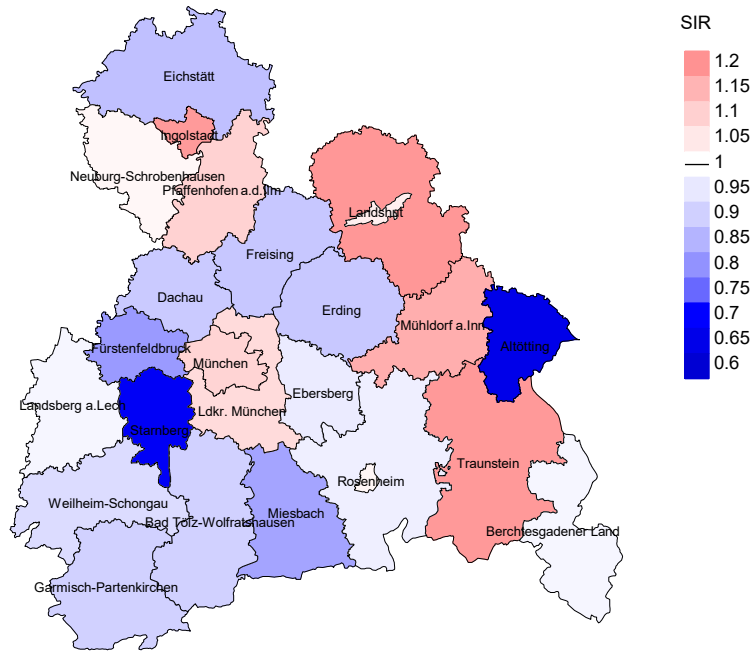 SIR
1.2
1.15
1.1
1.05
1
0.95
0.9
0.85
0.8
0.75
0.7
0.65
0.6
Eichstätt
Ingolstadt
Neuburg-Schrobenhausen
Pfaffenhofen a.d.Ilm
Landshut
Freising
Dachau
Erding
Mühldorf a.Inn
Altötting
Fürstenfeldbruck
München
Ebersberg
Landsberg a.Lech
Ldkr. München
Starnberg
Traunstein
Rosenheim
Weilheim-Schongau
Miesbach
Bad Tölz-Wolfratshausen
Berchtesgadener Land
Garmisch-Partenkirchen